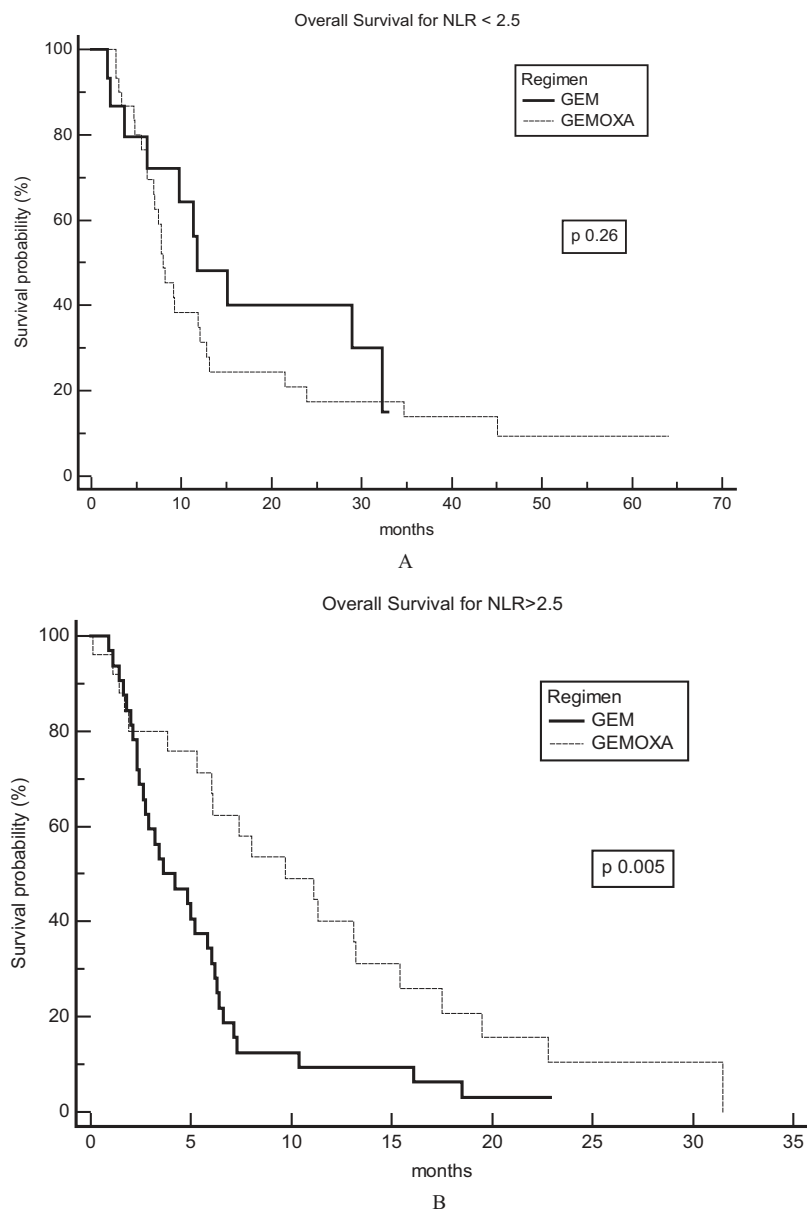 Overall Survival for NLR < 2.5
Regimen
GEM
GEMOXA
p 0.26
Survival probability (%)
100
80
60
40
20
0
0 10 20 30 40 50 60 70
months
A
Overall Survival for NLR>2.5
Regimen
GEM
GEMOXA
p 0.005
Survival probability (%)
100
80
60
40
20
0
0 5 10 15 20 25 30 35
months
B